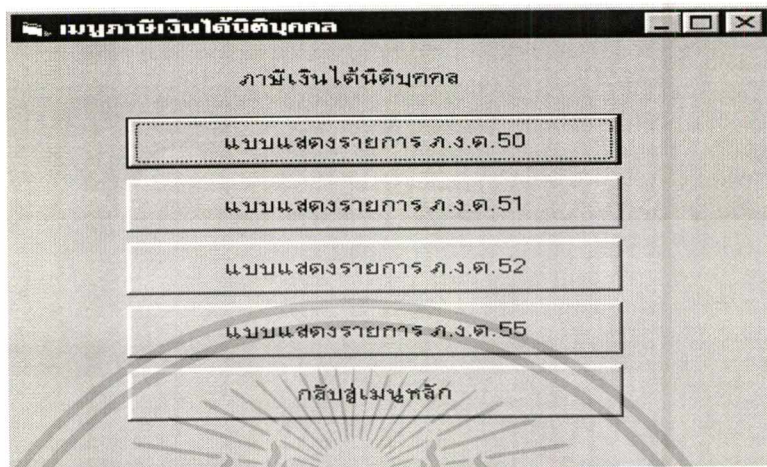 เมนูภาษีเงินได้นิติบุคคล
ภาษีเงินได้นิติบุคคล
แบบแสดงรายการ ภ.ง.ด.50
แบบแสดงรายการ ภ.ง.ด.51
แบบแสดงรายการ ภ.ง.ด.52
แบบแสดงรายการ ภ.ง.ด.55
กลับสู่เมนูหลัก